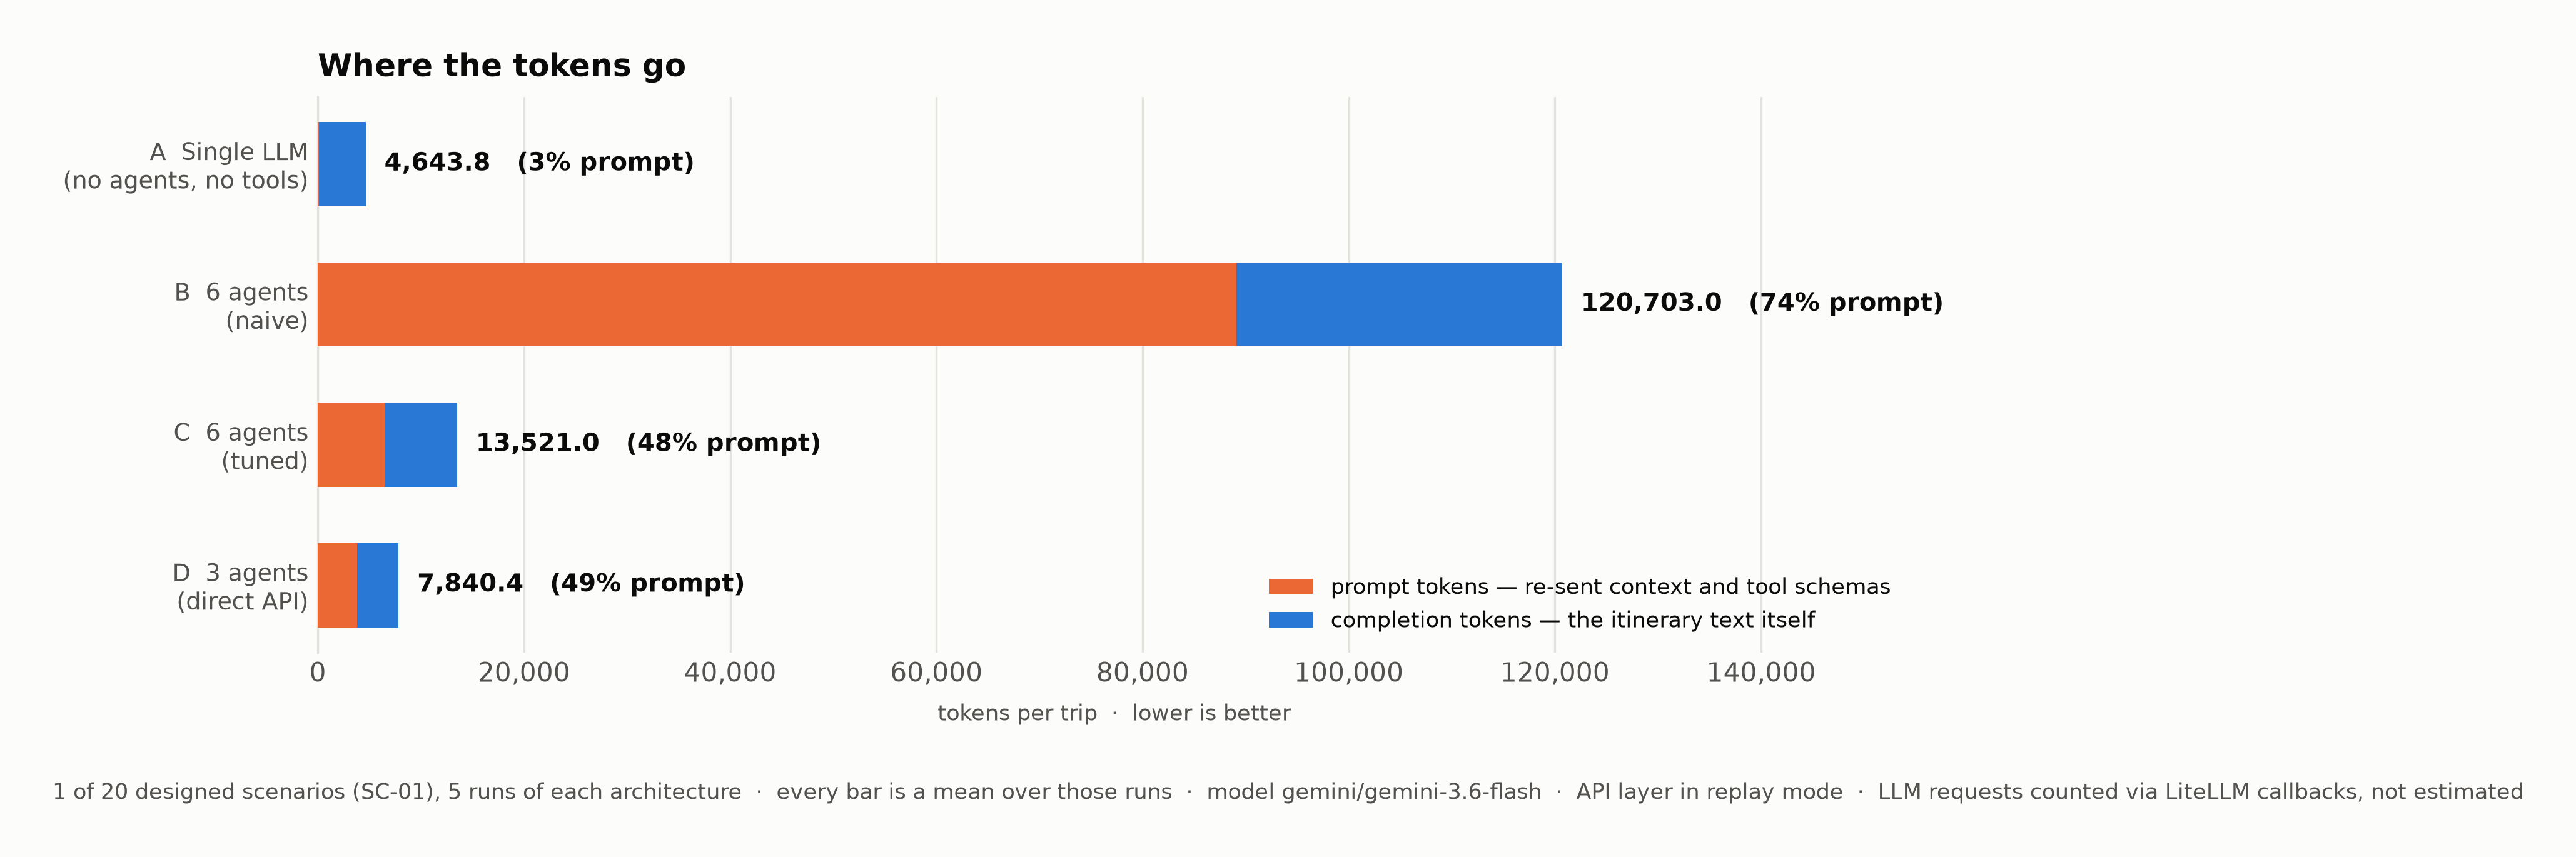 Where the tokens go
A  Single LLM
(no agents, no tools)
4,643.8   (3% prompt)
B  6 agents
(naive)
120,703.0   (74% prompt)
C  6 agents
(tuned)
13,521.0   (48% prompt)
D  3 agents
(direct API)
7,840.4   (49% prompt)
prompt tokens — re-sent context and tool schemas
completion tokens — the itinerary text itself
0   20,000   40,000   60,000   80,000   100,000   120,000   140,000
tokens per trip  ·  lower is better
1 of 20 designed scenarios (SC-01), 5 runs of each architecture  ·  every bar is a mean over those runs  ·  model gemini/gemini-3.6-flash  ·  API layer in replay mode  ·  LLM requests counted via LiteLLM callbacks, not estimated